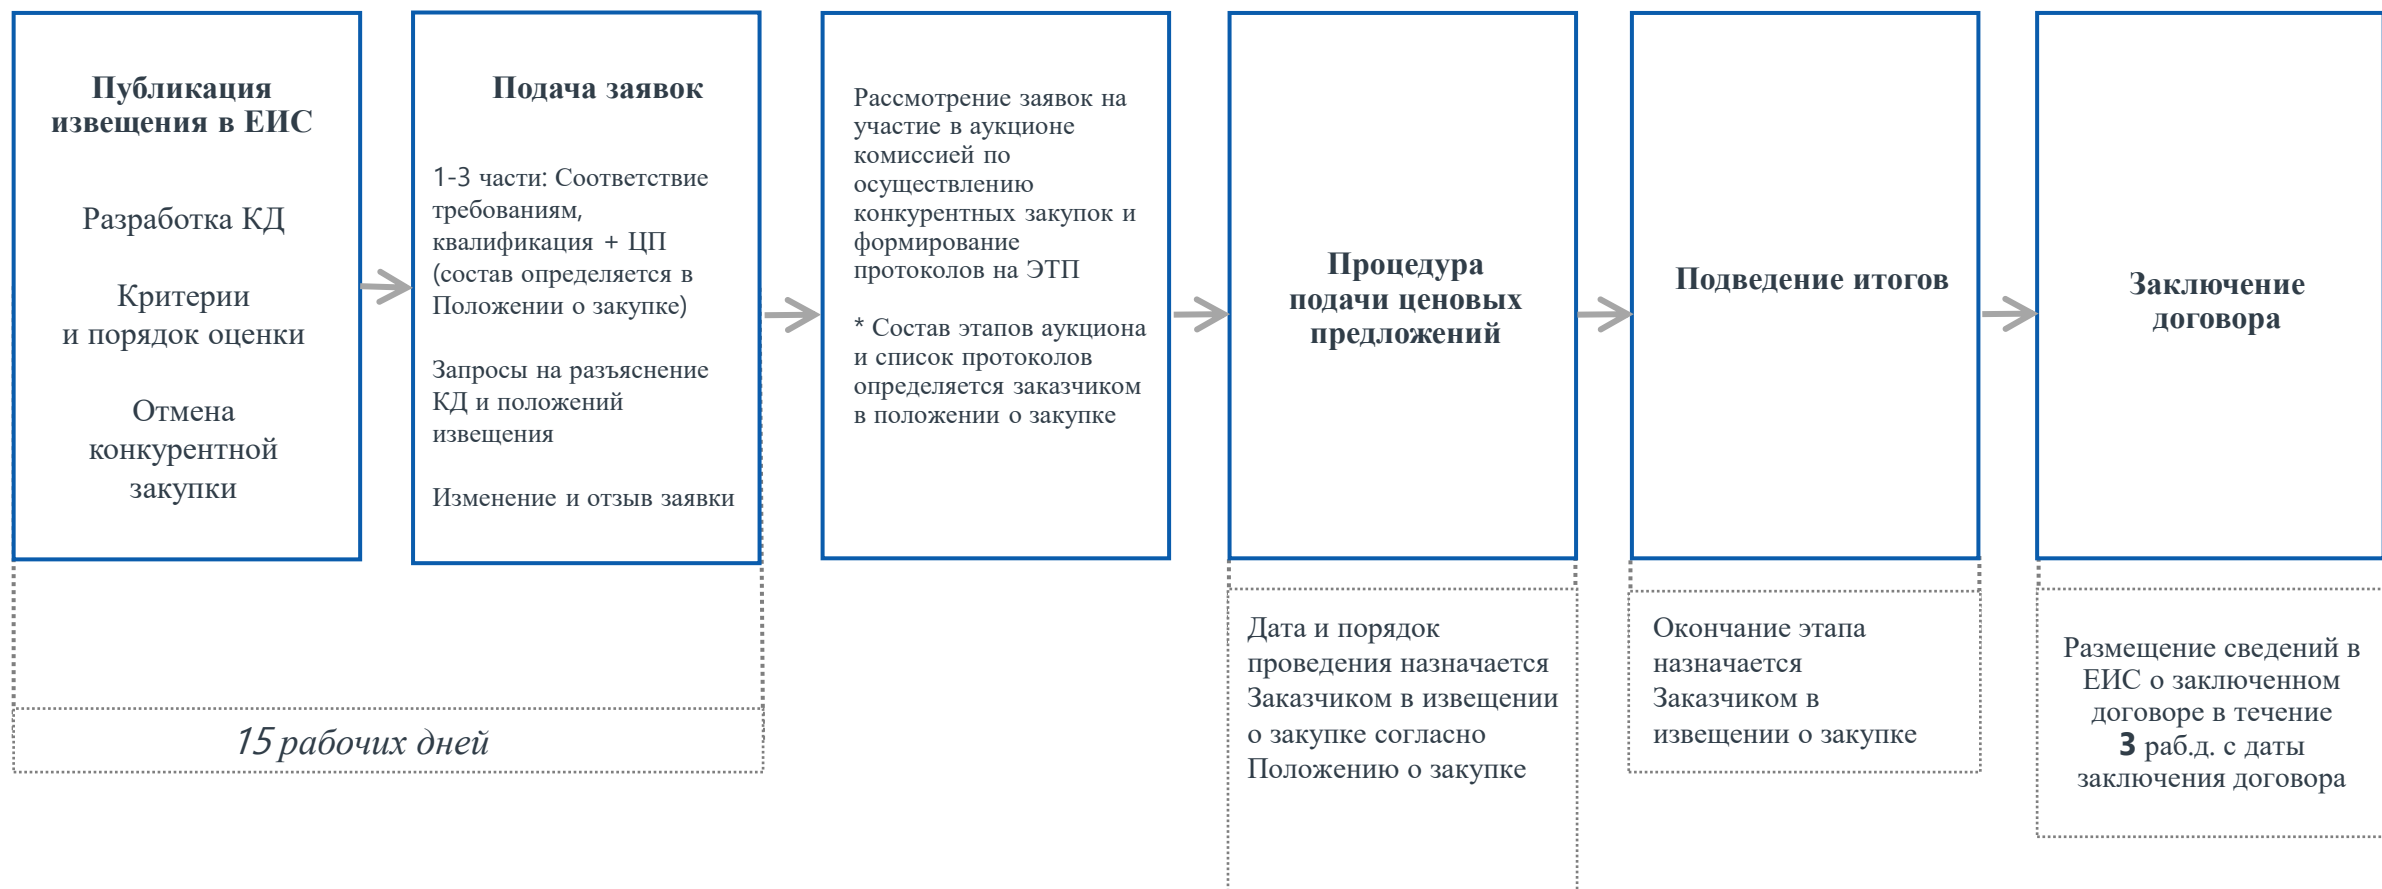 Публикация
извещения в ЕИС
Разработка КД
Критерии
и порядок оценки
Отмена
конкурентной
закупки
Подача заявок
1-3 части: Соответствие
требованиям,
квалификация + ЦП
(состав определяется в
Положении о закупке)
Запросы на разъяснение
КД и положений
извещения
Изменение и отзыв заявки
Рассмотрение заявок на
участие в аукционе
комиссией по
осуществлению
конкурентных закупок и
формирование
протоколов на ЭТП
* Состав этапов аукциона
и список протоколов
определяется заказчиком
в положении о закупке
Процедура
подачи ценовых
предложений
Подведение итогов
Заключение
договора
15 рабочих дней
Дата и порядок
проведения назначается
Заказчиком в извещении
о закупке согласно
Положению о закупке
Окончание этапа
назначается
Заказчиком в
извещении о закупке
Размещение сведений в
ЕИС о заключенном
договоре в течение
3 раб.д. с даты
заключения договора